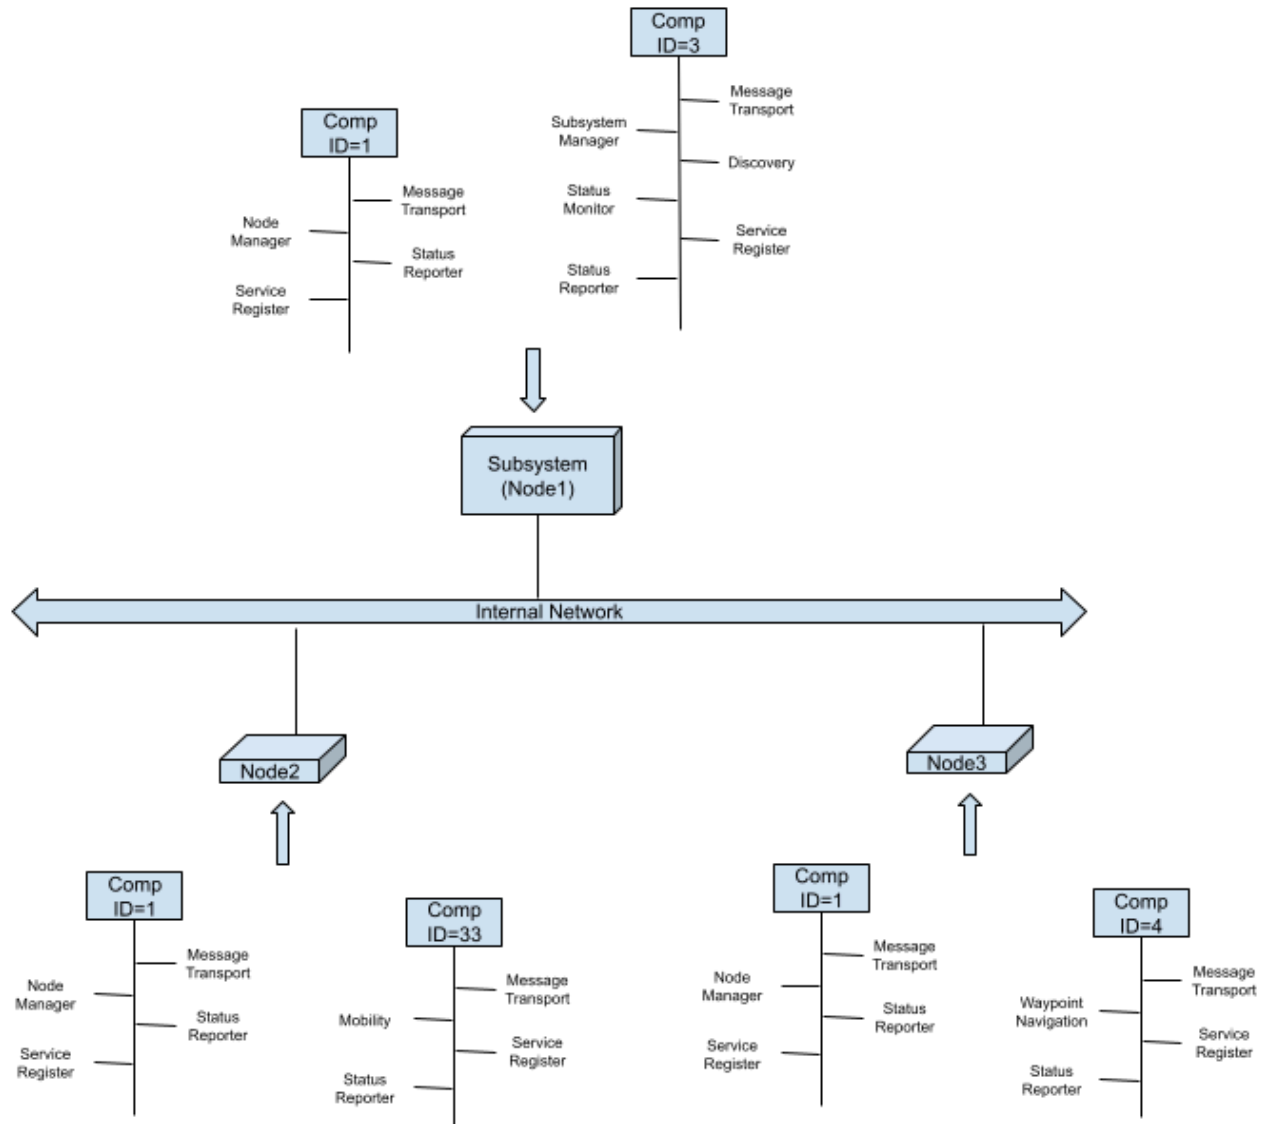 Comp
ID=3
Message
Transport
Subsystem
Manager
Discovery
Status
Monitor
Service
Register
Status
Reporter
Comp
ID=1
Message
Transport
Node
Manager
Status
Reporter
Service
Register
Subsystem
(Node1)
Internal Network
Node2
Node3
Comp
ID=1
Message
Transport
Node
Manager
Status
Reporter
Service
Register
Comp
ID=33
Message
Transport
Mobility
Service
Register
Status
Reporter
Comp
ID=1
Message
Transport
Node
Manager
Status
Reporter
Service
Register
Comp
ID=4
Message
Transport
Waypoint
Navigation
Service
Register
Status
Reporter